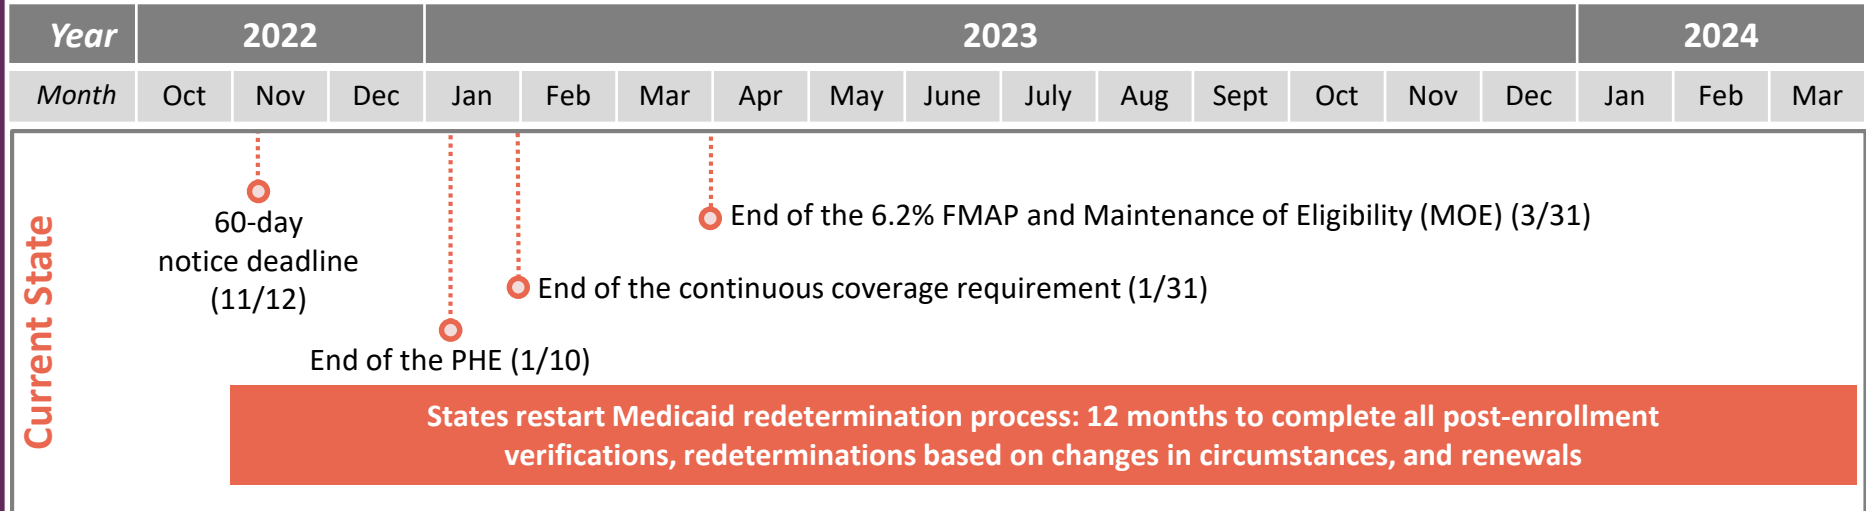 Year 2022 2023 2024
Month Oct Nov Dec Jan Feb Mar Apr May June July Aug Sept Oct Nov Dec Jan Feb Mar
Current State
60-day
notice deadline
(11/12)
End of the 6.2% FMAP and Maintenance of Eligibility (MOE) (3/31)
End of the continuous coverage requirement (1/31)
End of the PHE (1/10)
States restart Medicaid redetermination process: 12 months to complete all post-enrollment
verifications, redeterminations based on changes in circumstances, and renewals